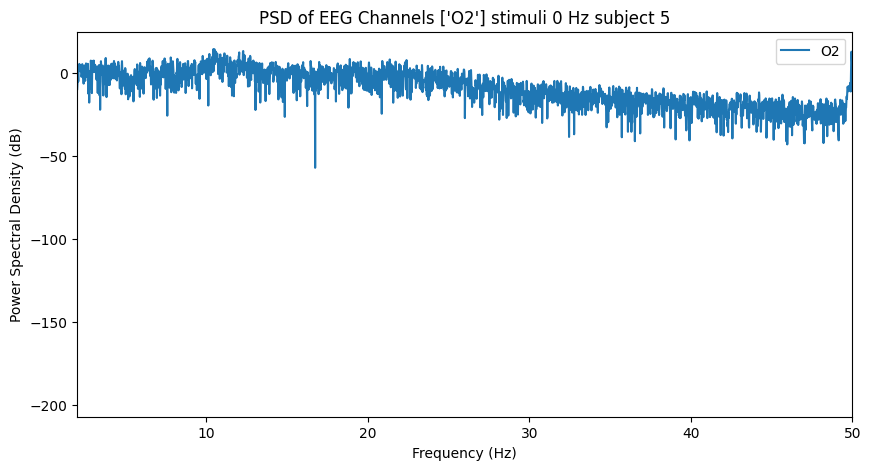 PSD of EEG Channels ['O2'] stimuli 0 Hz subject 5
O2
Power Spectral Density (dB)
0
−50
−100
−150
−200
10
20
30
40
50
Frequency (Hz)